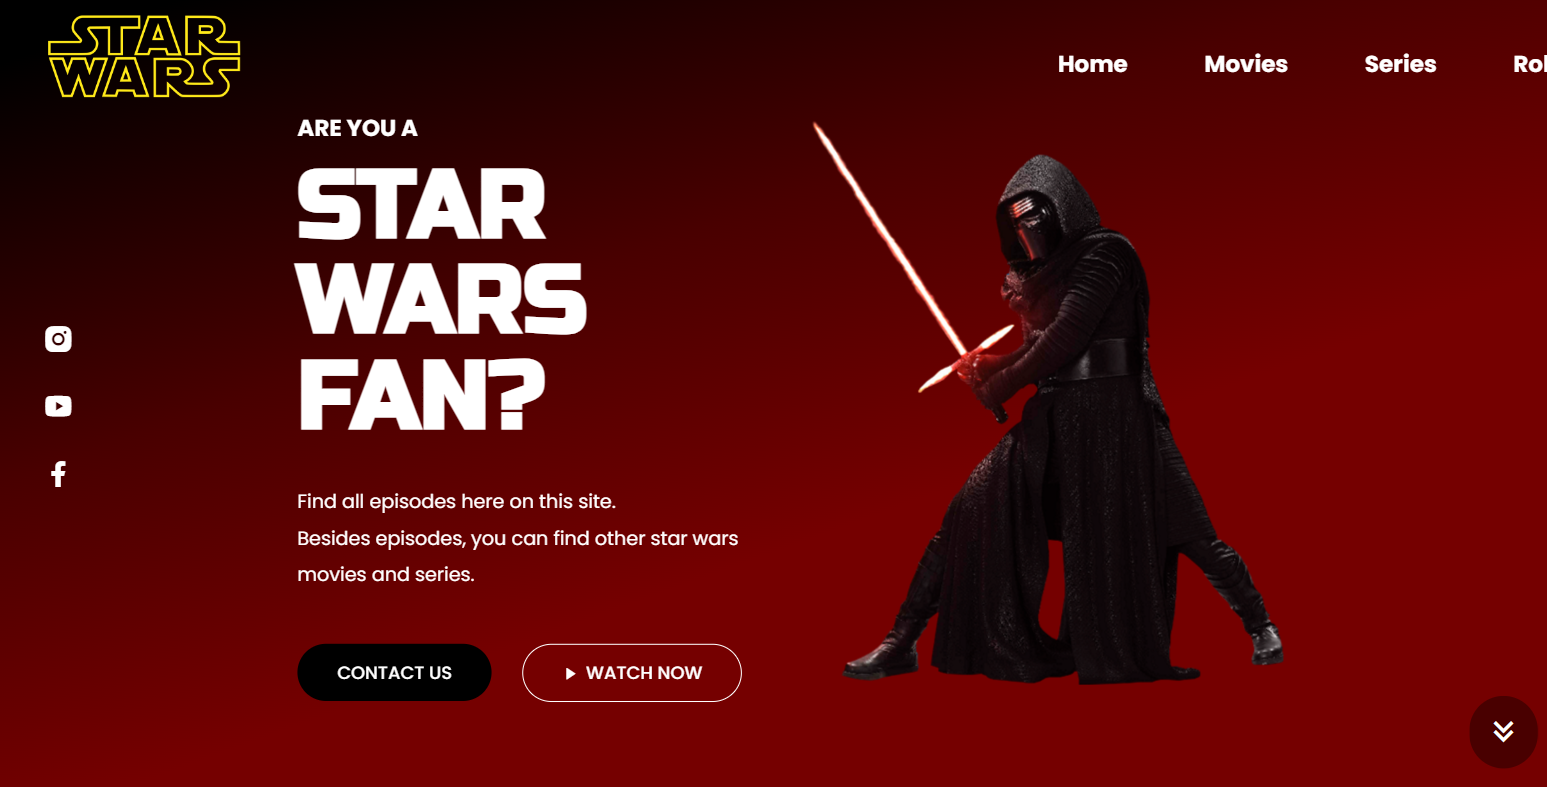 STAR
WARS
Home Movies Series
ARE YOU A
STAR
WARS
FAN?
Find all episodes here on this site.
Besides episodes, you can find other star wars
movies and series.
CONTACT US WATCH NOW